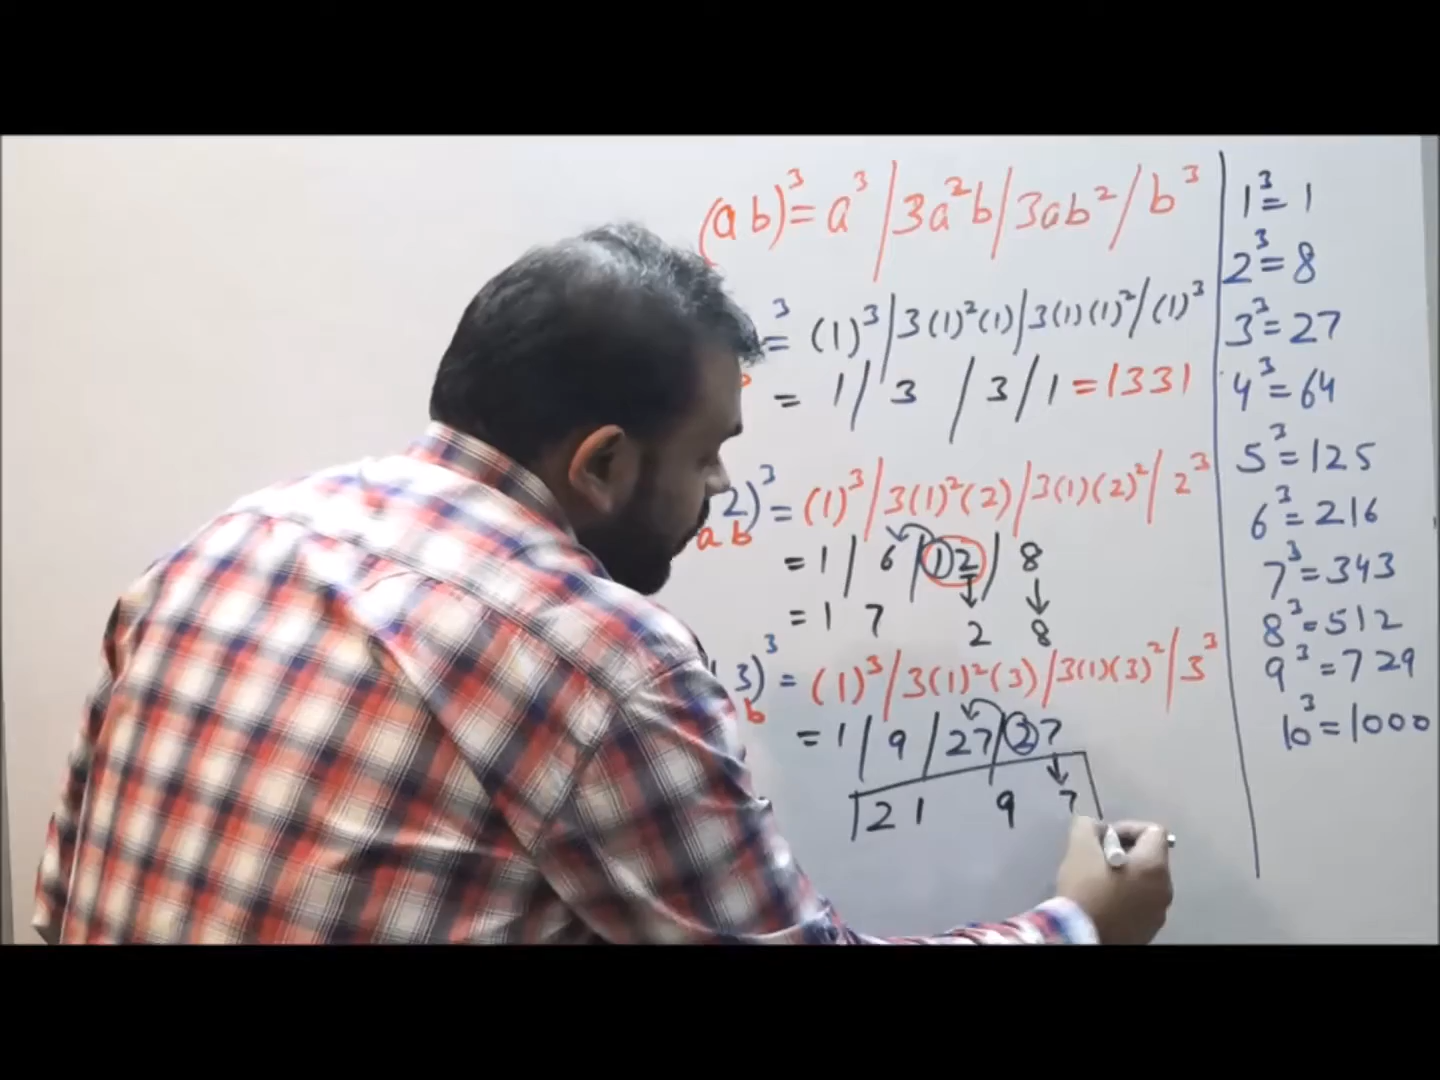 (ab)³ = a³ / 3a²b / 3ab² / b³
³ = (1)³ / 3(1)²(1) / 3(1)(1)² / (1)³
= 1 / 3 / 3 / 1 = 1331
2)³ = (1)³ / 3(1)²(2) / 3(1)(2)² / 2³
a b
= 1 / 6 / 12 / 8
= 1 7 2 8
3)³ = (1)³ / 3(1)²(3) / 3(1)(3)² / 3³
b
= 1 / 9 / 27 / 27
21 9 7
1³ = 1
2³ = 8
3³ = 27
4³ = 64
5³ = 125
6³ = 216
7³ = 343
8³ = 512
9³ = 729
10³ = 1000